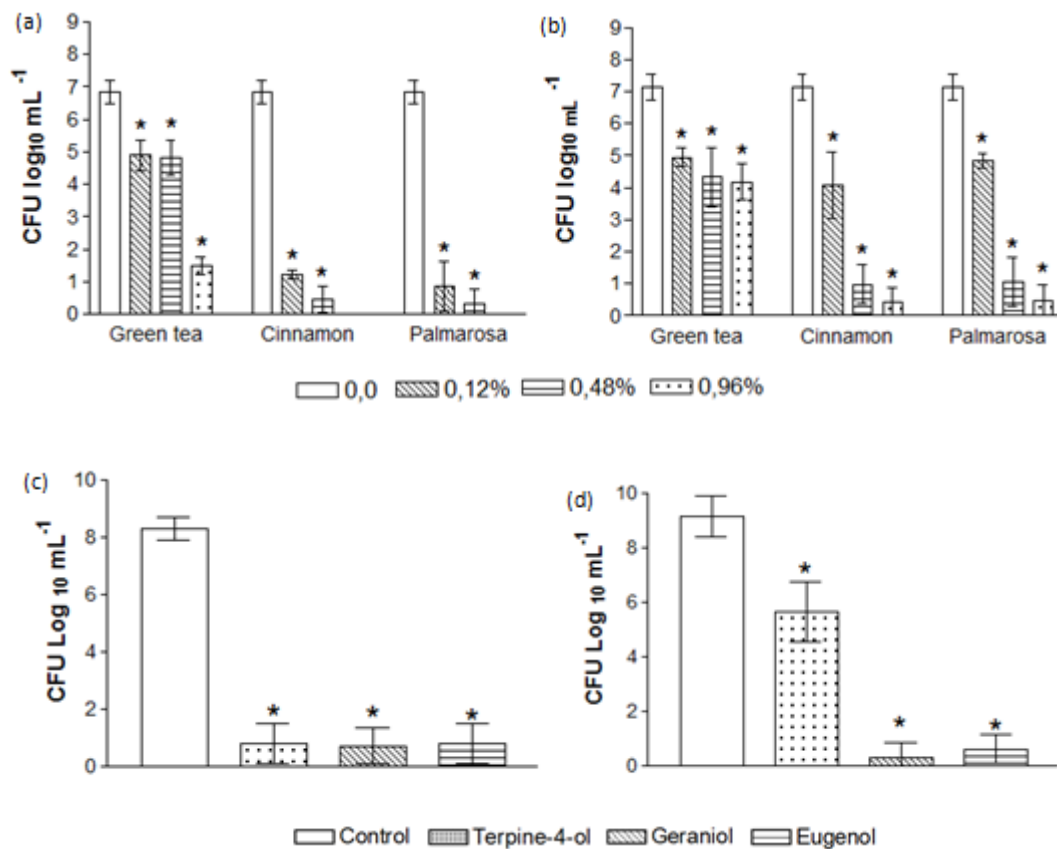 (a)
CFU log10 mL -1
9
8
7
6
5
4
3
2
1
0
* * * * * * *
Green tea Cinnamon Palmarosa
(b)
CFU log10 mL -1
9
8
7
6
5
4
3
2
1
0
* * * * * * * * *
Green tea Cinnamon Palmarosa
0,0 0,12% 0,48% 0,96%
(c)
CFU Log 10 mL -1
10
8
6
4
2
0
* * *
(d)
CFU Log 10 mL -1
10
8
6
4
2
0
* * *
Control Terpine-4-ol Geraniol Eugenol